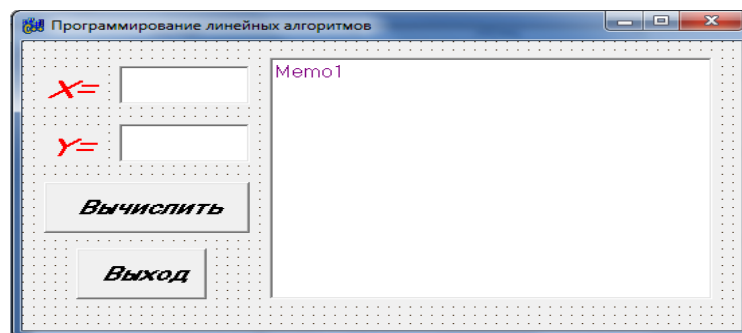 Программирование линейных алгоритмов
X=
Memo1
Y=
Вычислить
Выход